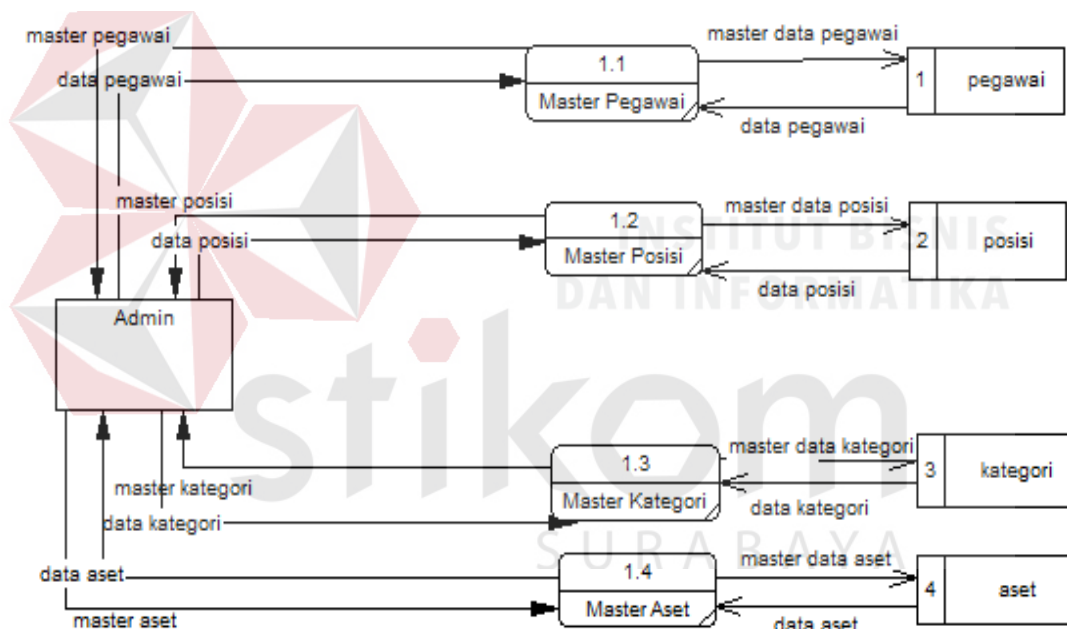 master pegawai
data pegawai
1.1
Master Pegawai
master data pegawai
data pegawai
1
pegawai
master posisi
data posisi
1.2
Master Posisi
master data posisi
data posisi
2
posisi
INSTITUT BISNIS
DAN INFORMATIKA
Admin
stikom
SURABAYA
master kategori
data kategori
1.3
Master Kategori
master data kategori
data kategori
3
kategori
data aset
master aset
1.4
Master Aset
master data aset
data aset
4
aset